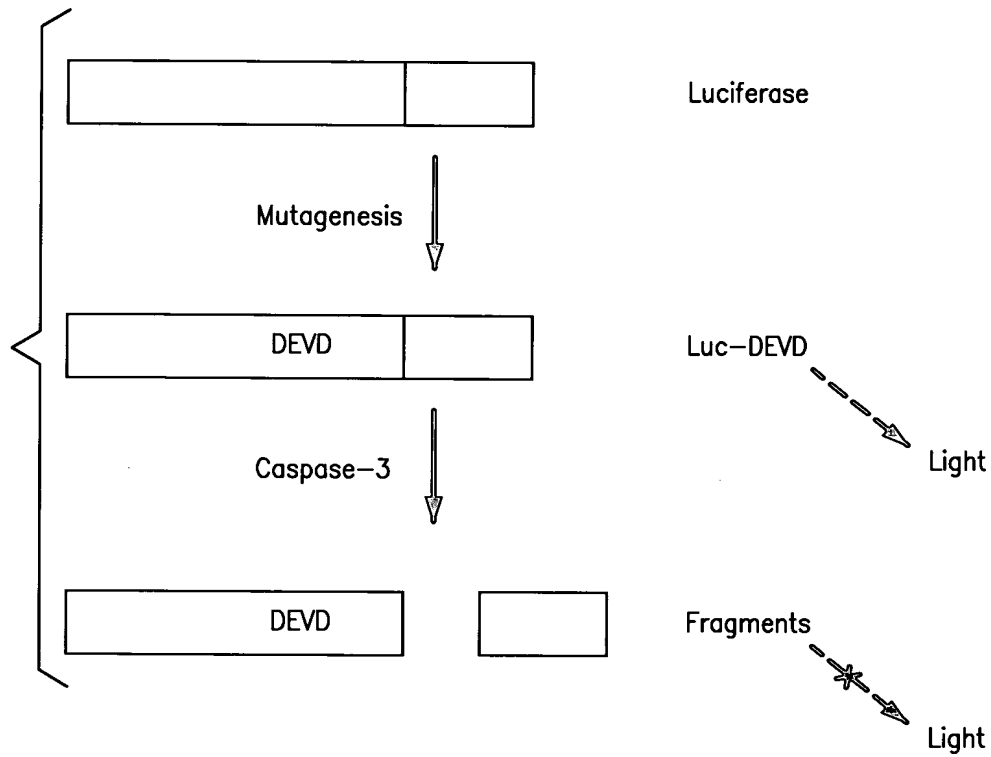 Luciferase
Mutagenesis
DEVD
Luc-DEVD
Light
Caspase-3
DEVD
Fragments
Light